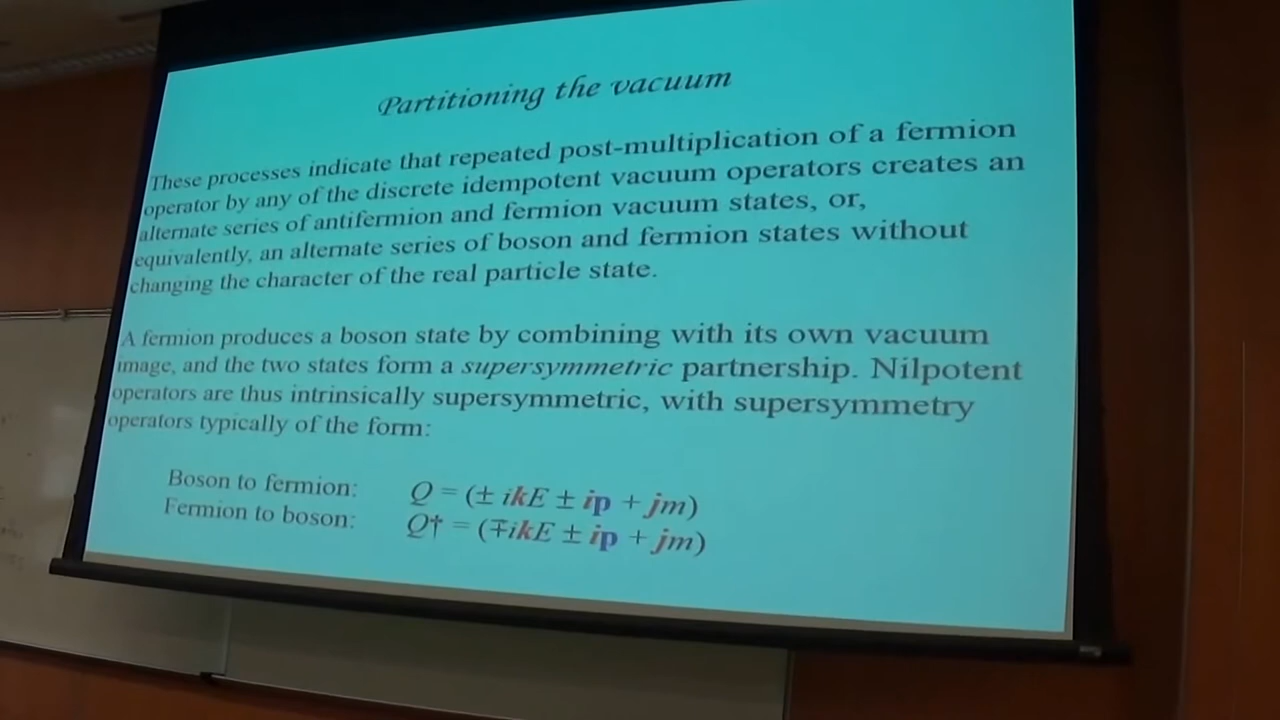 Partitioning the vacuum
These processes indicate that repeated post-multiplication of a fermion
operator by any of the discrete idempotent vacuum operators creates an
alternate series of antifermion and fermion vacuum states, or,
equivalently, an alternate series of boson and fermion states without
changing the character of the real particle state.
A fermion produces a boson state by combining with its own vacuum
image, and the two states form a supersymmetric partnership. Nilpotent
operators are thus intrinsically supersymmetric, with supersymmetry
operators typically of the form:
Boson to fermion: Q = (± ikE ± ip + jm)
Fermion to boson: Q† = (∓ikE ± ip + jm)